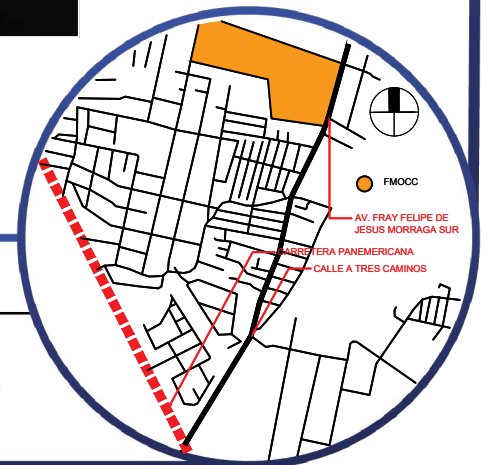 FMOCC
AV. FRAY FELIPE DE
JESUS MORRAGA SUR
CARRETERA PANEMERICANA
CALLE A TRES CAMINOS